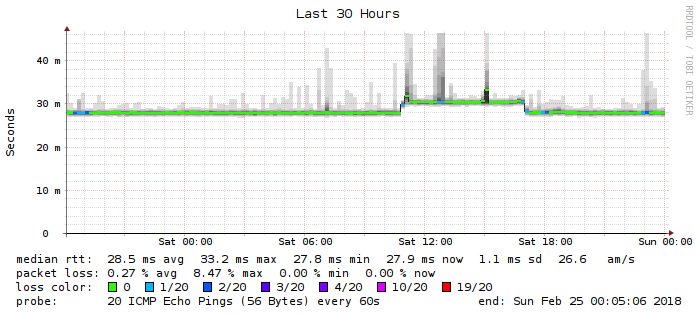 Last 30 Hours
RRDTOOL / TOBI OETIKER
Seconds
40 m
30 m
20 m
10 m
0
Sat 00:00 Sat 06:00 Sat 12:00 Sat 18:00 Sun 00:00
median rtt: 28.5 ms avg 33.2 ms max 27.8 ms min 27.9 ms now 1.1 ms sd 26.6 am/s
packet loss: 0.27 % avg 8.47 % max 0.00 % min 0.00 % now
loss color: 0 1/20 2/20 3/20 4/20 10/20 19/20
probe: 20 ICMP Echo Pings (56 Bytes) every 60s end: Sun Feb 25 00:05:06 2018